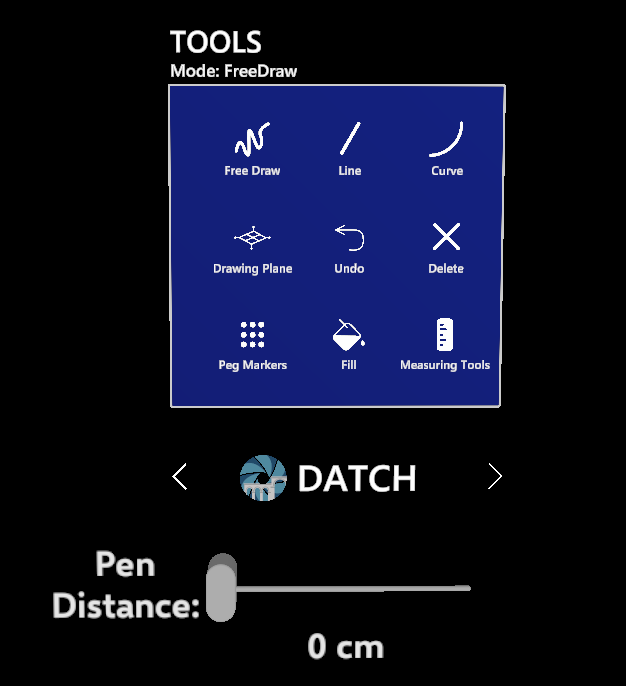 TOOLS
Mode: FreeDraw
Free Draw
Line
Curve
Drawing Plane
Undo
Delete
Peg Markers
Fill
Measuring Tools
DATCH
Pen
Distance:
0 cm